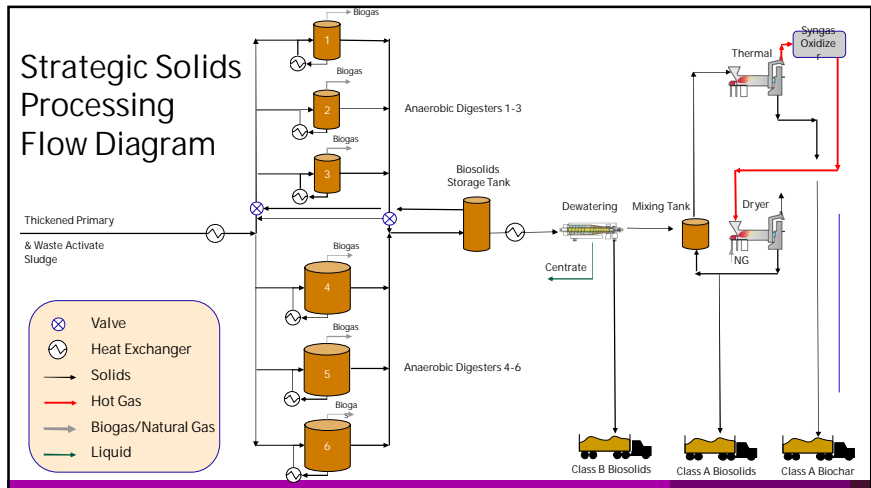 Strategic Solids
Processing
Flow Diagram
Biogas
1
Biogas
2
Biogas
3
Anaerobic Digesters 1-3
Thickened Primary
& Waste Activate
Sludge
Biogas
4
Biogas
5
Anaerobic Digesters 4-6
Bioga
s
6
Biosolids
Storage Tank
Dewatering
Centrate
Mixing Tank
Thermal
Syngas
Oxidize
r
Dryer
NG
Valve
Heat Exchanger
Solids
Hot Gas
Biogas/Natural Gas
Liquid
Class B Biosolids
Class A Biosolids
Class A Biochar